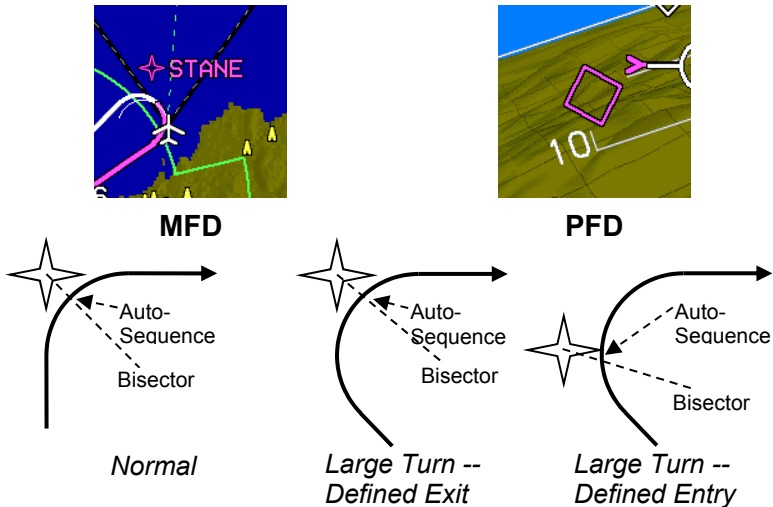 STANE
6
10
MFD
PFD
Auto-
Sequence
Bisector
Auto-
Sequence
Bisector
Auto-
Sequence
Bisector
Normal
Large Turn --
Defined Exit
Large Turn --
Defined Entry